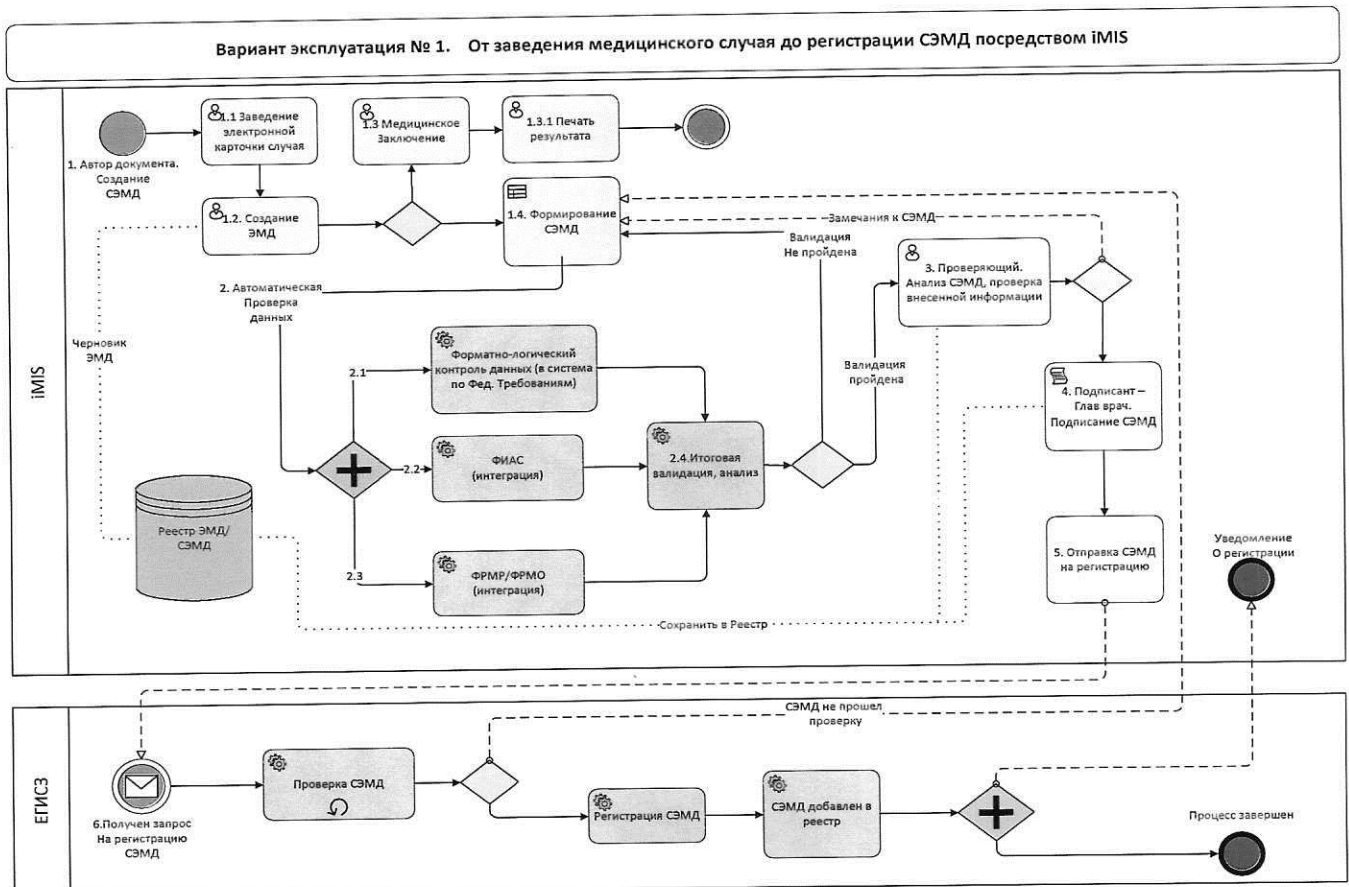 Вариант эксплуатация № 1. От заведения медицинского случая до регистрации СЭМД посредством iMIS
iMIS
1. Автор документа.
Создание
СЭМД
1.1 Заведение
электронной
карточки случая
1.3 Медицинское
Заключение
1.3.1 Печать
результата
1.2. Создание
ЭМД
1.4. Формирование
СЭМД
Замечания к СЭМД
Валидация
Не пройдена
3. Проверяющий.
Анализ СЭМД, проверка
внесенной информации
2. Автоматическая
Проверка
данных
Черновик
ЭМД
2.1
Форматно-логический
контроль данных (в система
по Фед. Требованиям)
Валидация
пройдена
4. Подписант –
Глав врач.
Подписание СЭМД
2.2
ФИАС
(интеграция)
2.4.Итоговая
валидация, анализ
Реестр ЭМД/
СЭМД
2.3
ФРМР/ФРМО
(интеграция)
5. Отправка СЭМД
на регистрацию
Уведомление
О регистрации
Сохранить в Реестр
ЕГИСЗ
СЭМД не прошел
проверку
6.Получен запрос
На регистрацию
СЭМД
Проверка СЭМД
Регистрация СЭМД
СЭМД добавлен в
реестр
Процесс завершен